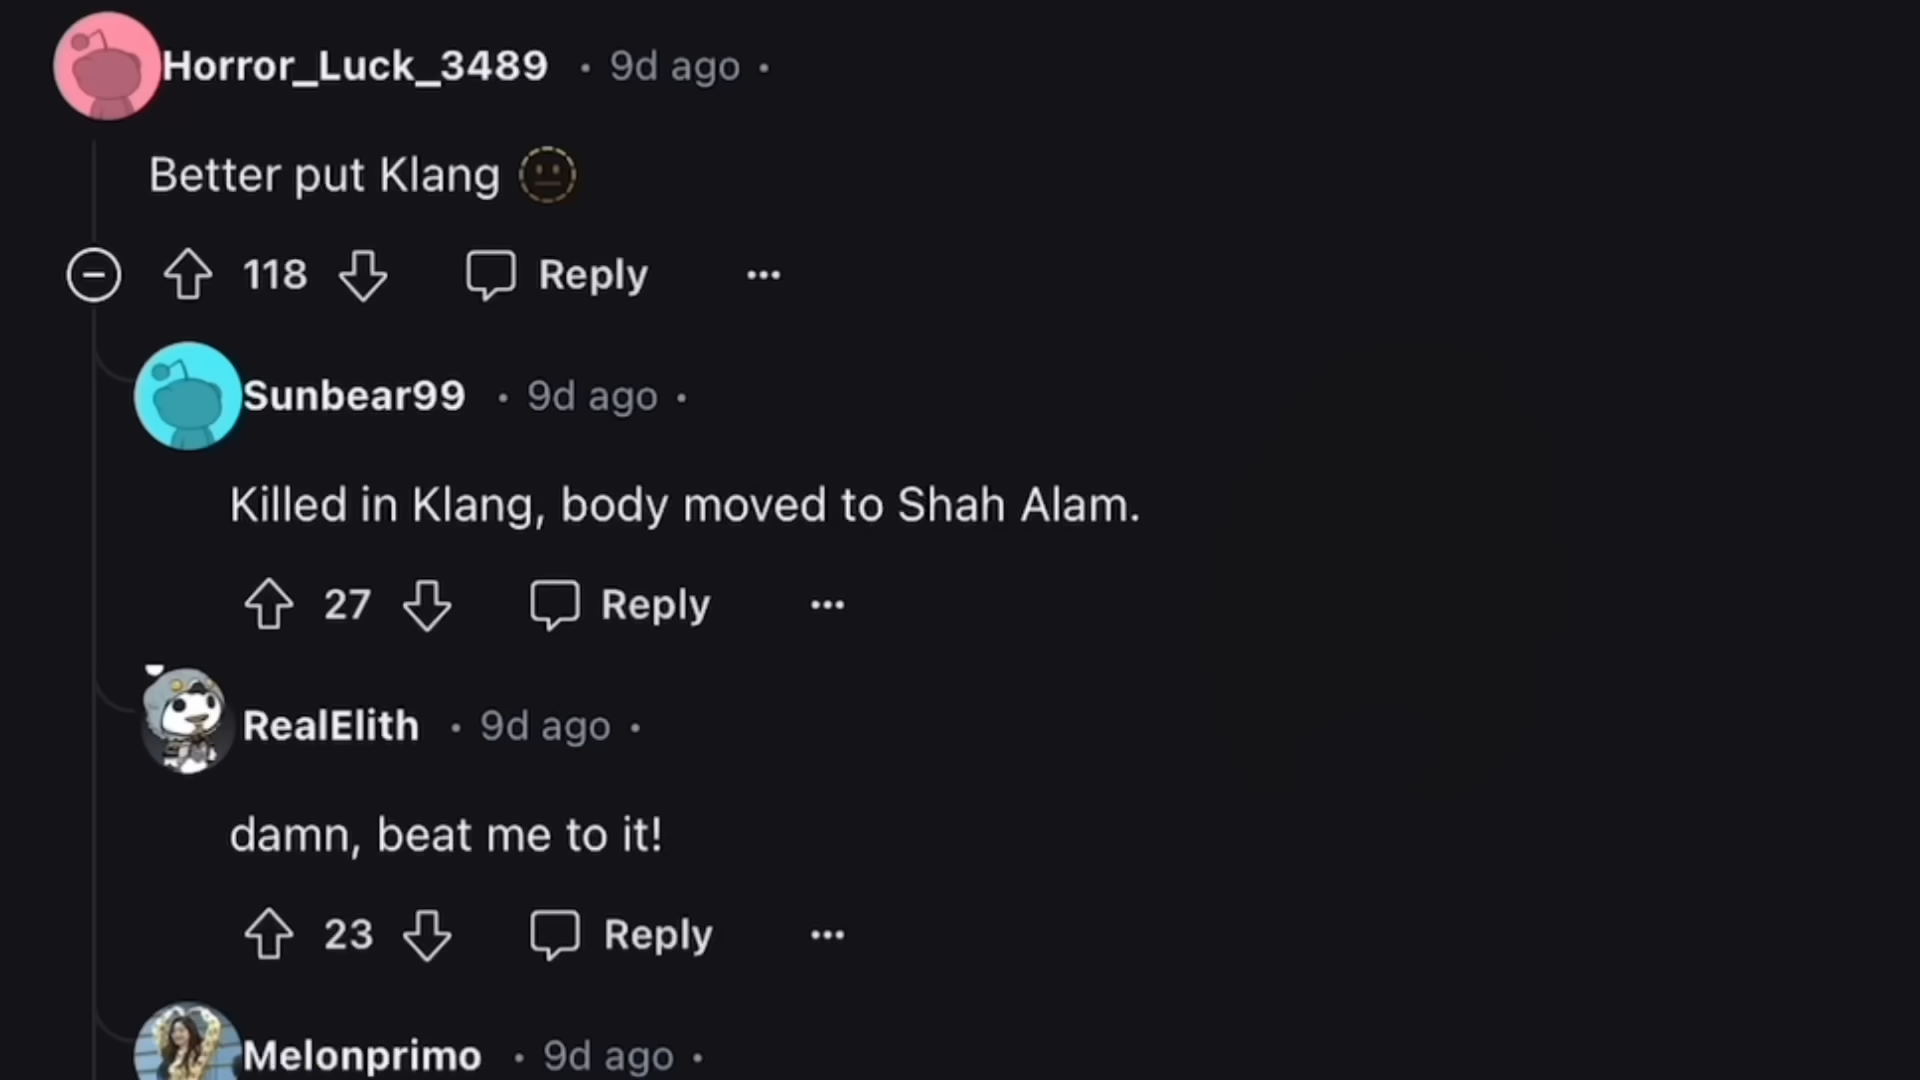 Horror_Luck_3489 • 9d ago •
Better put Klang 🫥
118 Reply ...
Sunbear99 • 9d ago •
Killed in Klang, body moved to Shah Alam.
27 Reply ...
RealElith • 9d ago •
damn, beat me to it!
23 Reply ...
Melonprimo • 9d ago •